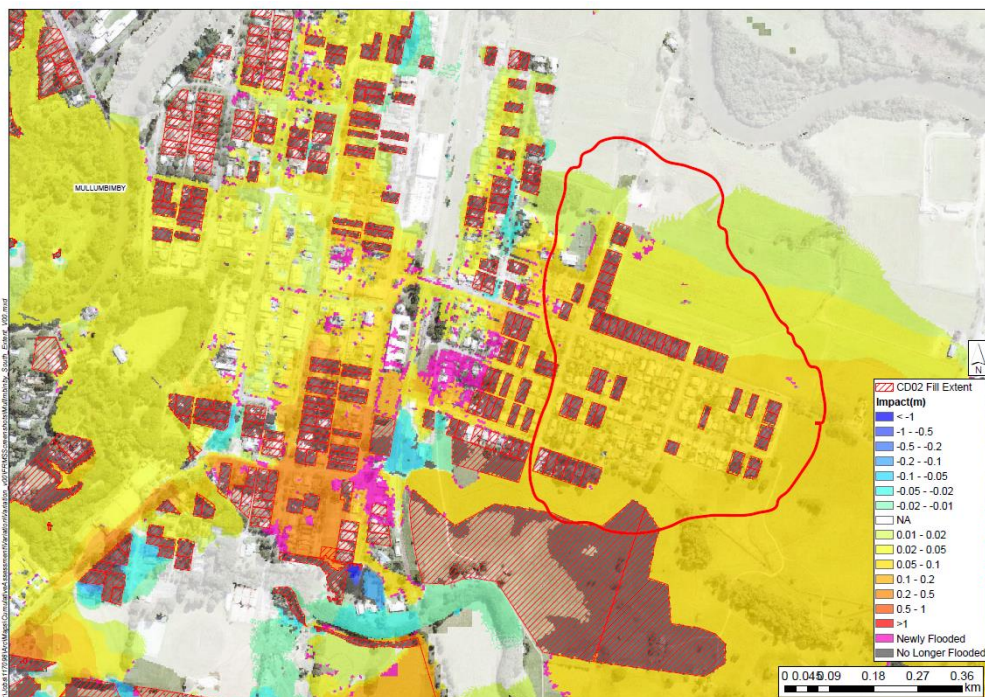 MULLUMBIMBY
CD02 Fill Extent
Impact(m)
< -1
-1 - -0.5
-0.5 - -0.2
-0.2 - -0.1
-0.1 - -0.05
-0.05 - -0.02
-0.02 - -0.01
NA
0.01 - 0.02
0.02 - 0.05
0.05 - 0.1
0.1 - 0.2
0.2 - 0.5
0.5 - 1
>1
Newly Flooded
No Longer Flooded
N
0 0.045 0.09 0.18 0.27 0.36
km